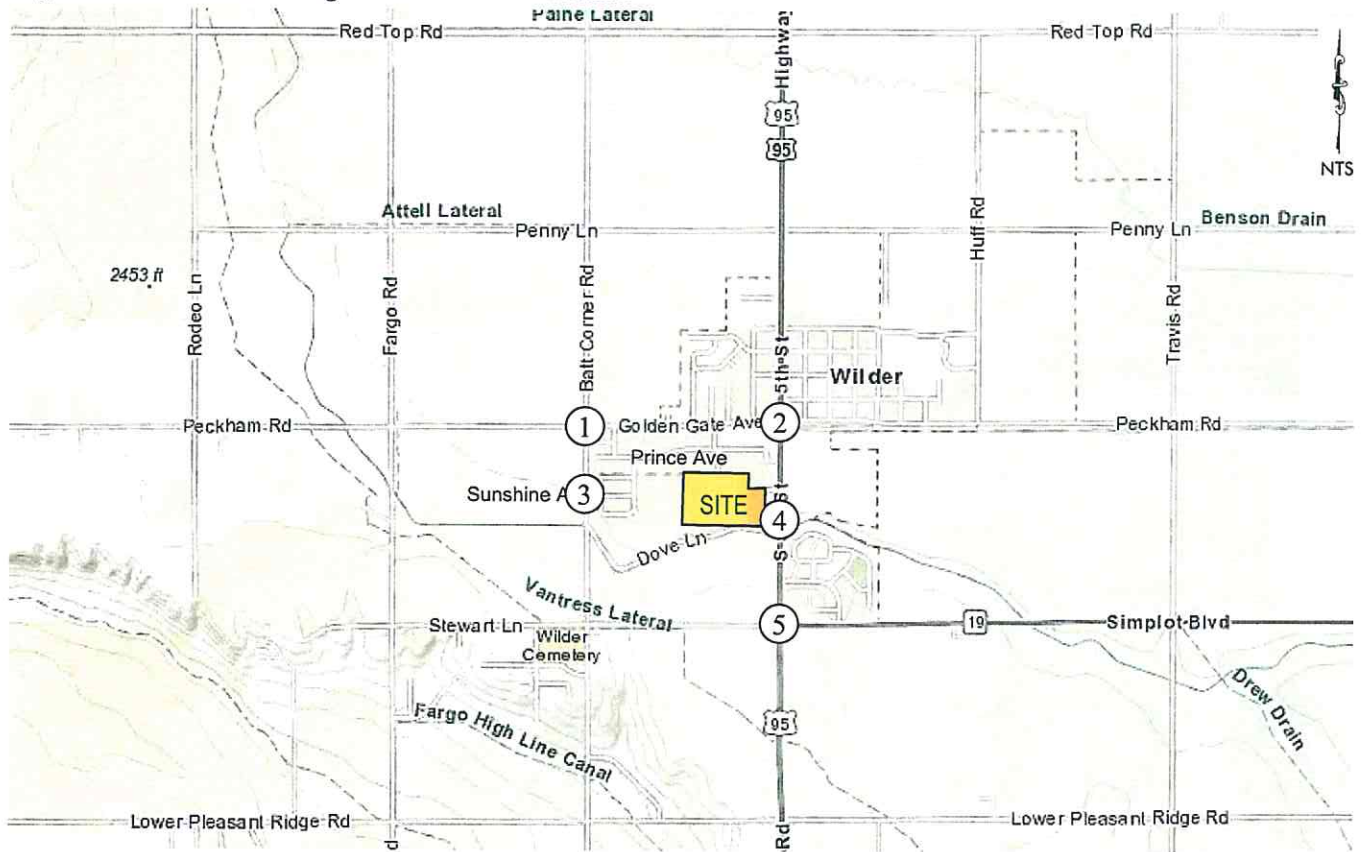 Paine Lateral
Red Top Rd
Red Top Rd
Highway
95
95
NTS
Attell Lateral
Penny Ln
Penny Ln
Benson Drain
Huff Rd
2453 ft
Rodeo Ln
Fargo Rd
Batt Corner Rd
5th St
Travis Rd
Wilder
Peckham Rd
1
Golden Gate Ave
2
Peckham Rd
Prince Ave
Sunshine A
3
SITE
S St
4
Dove Ln
Vantress Lateral
Stewart Ln
5
19
Simplot Blvd
Wilder
Cemetery
Drew Drain
95
Fargo High Line Canal
Lower Pleasant Ridge Rd
Lower Pleasant Ridge Rd
d
Rd